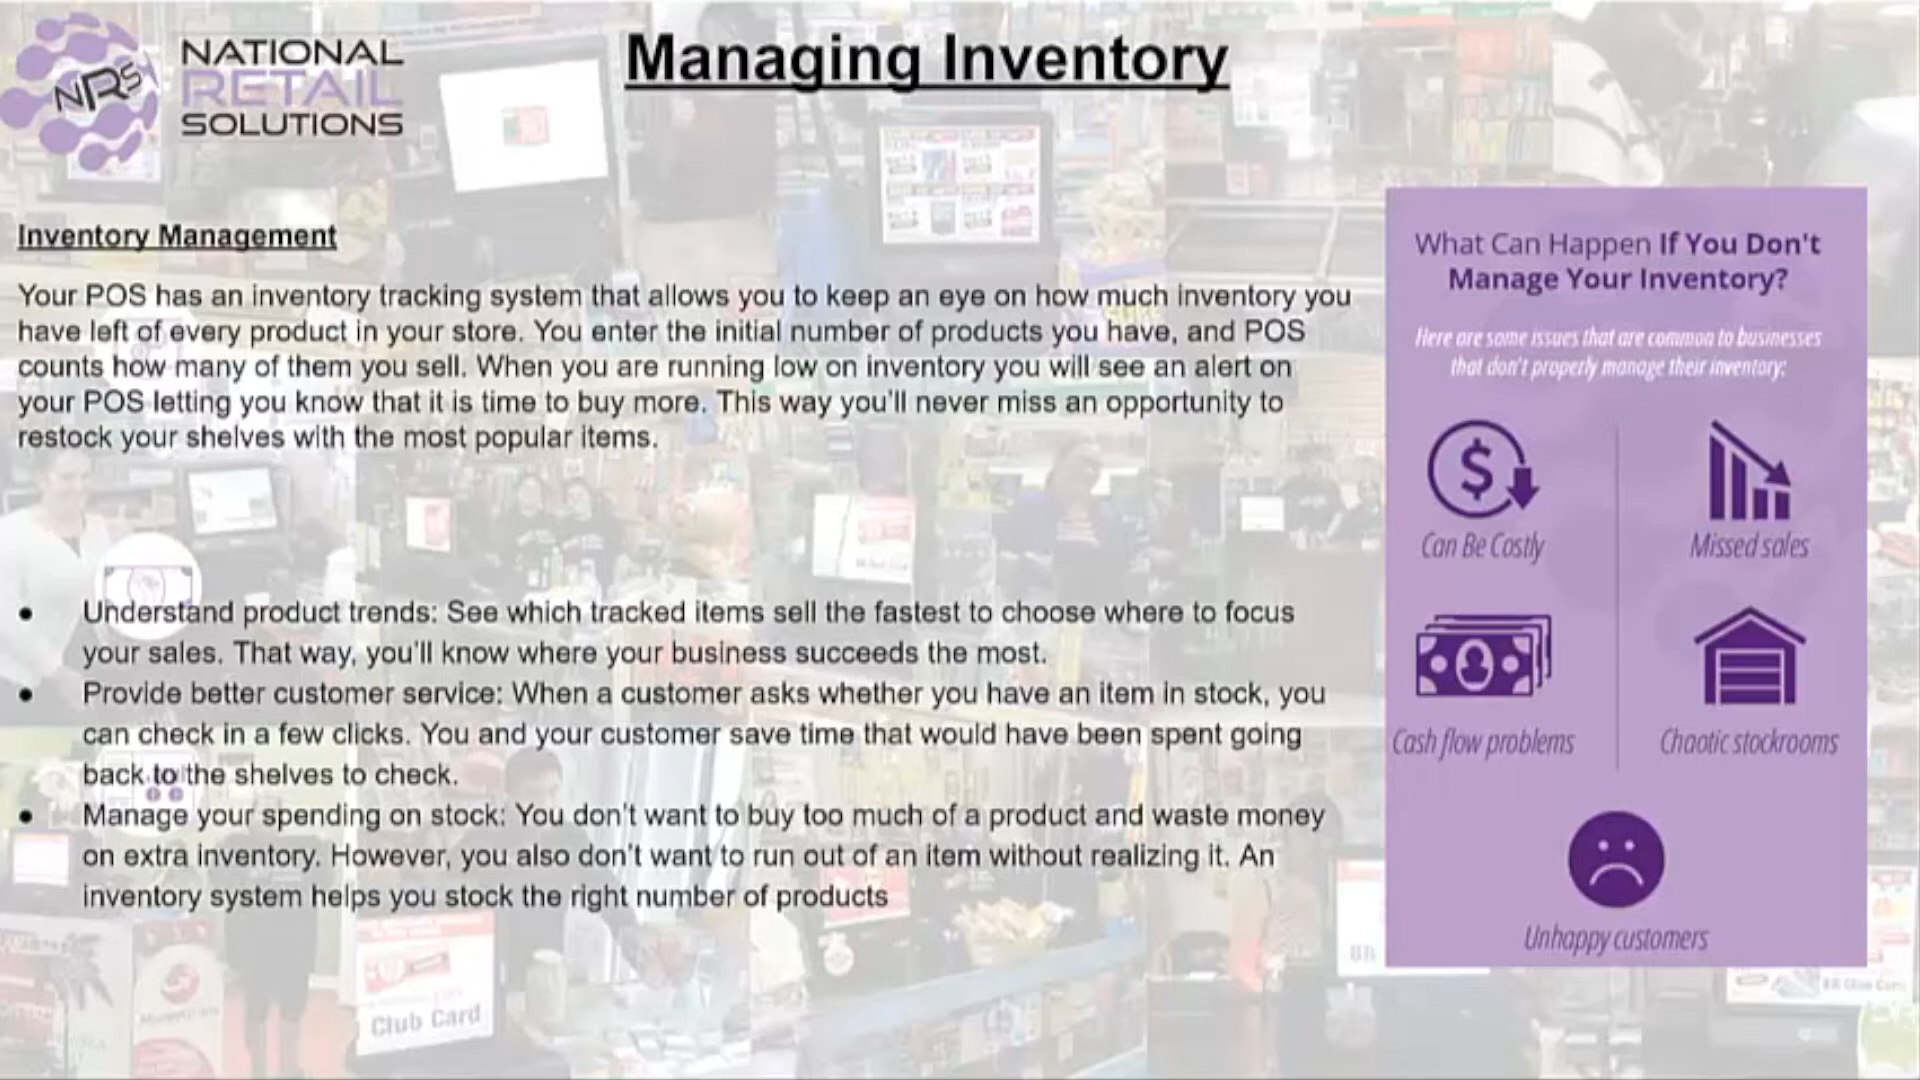 NRS
NATIONAL
RETAIL
SOLUTIONS
Managing Inventory
Inventory Management
Your POS has an inventory tracking system that allows you to keep an eye on how much inventory you
have left of every product in your store. You enter the initial number of products you have, and POS
counts how many of them you sell. When you are running low on inventory you will see an alert on
your POS letting you know that it is time to buy more. This way you'll never miss an opportunity to
restock your shelves with the most popular items.
• Understand product trends: See which tracked items sell the fastest to choose where to focus
your sales. That way, you'll know where your business succeeds the most.
• Provide better customer service: When a customer asks whether you have an item in stock, you
can check in a few clicks. You and your customer save time that would have been spent going
back to the shelves to check.
• Manage your spending on stock: You don't want to buy too much of a product and waste money
on extra inventory. However, you also don't want to run out of an item without realizing it. An
inventory system helps you stock the right number of products
What Can Happen If You Don't
Manage Your Inventory?
Here are some issues that are common to businesses
that don't properly manage their inventory:
Can Be Costly
Missed sales
Cash flow problems
Chaotic stockrooms
Unhappy customers
Club Card